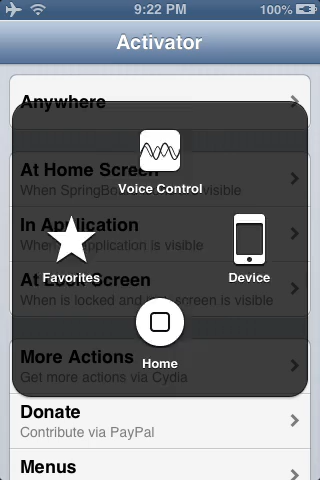 9:22 PM
100%
Activator
Anywhere
Voice Control
At Home Screen
When SpringBoard is visible
In Application
When application is visible
Favorites
Device
At Lock Screen
When is locked and lock screen is visible
Home
More Actions
Get more actions via Cydia
Donate
Contribute via PayPal
Menus